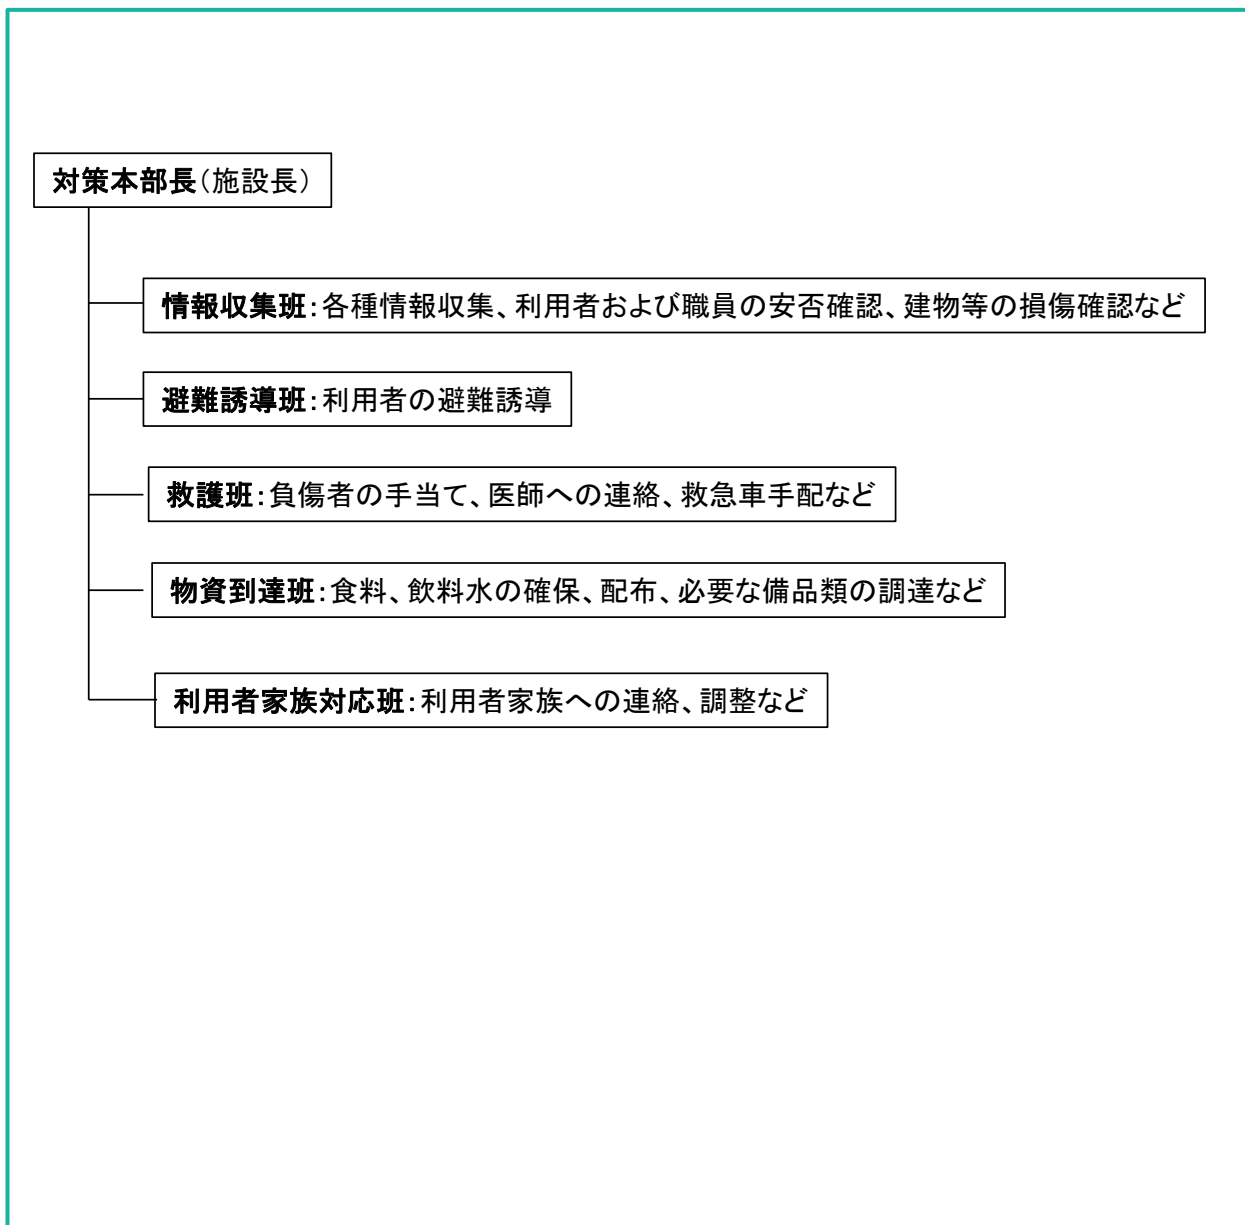 対策本部長（施設長）
情報収集班：各種情報収集、利用者および職員の安否確認、建物等の損傷確認など
避難誘導班：利用者の避難誘導
救護班：負傷者の手当て、医師への連絡、救急車手配など
物資到達班：食料、飲料水の確保、配布、必要な備品類の調達など
利用者家族対応班：利用者家族への連絡、調整など